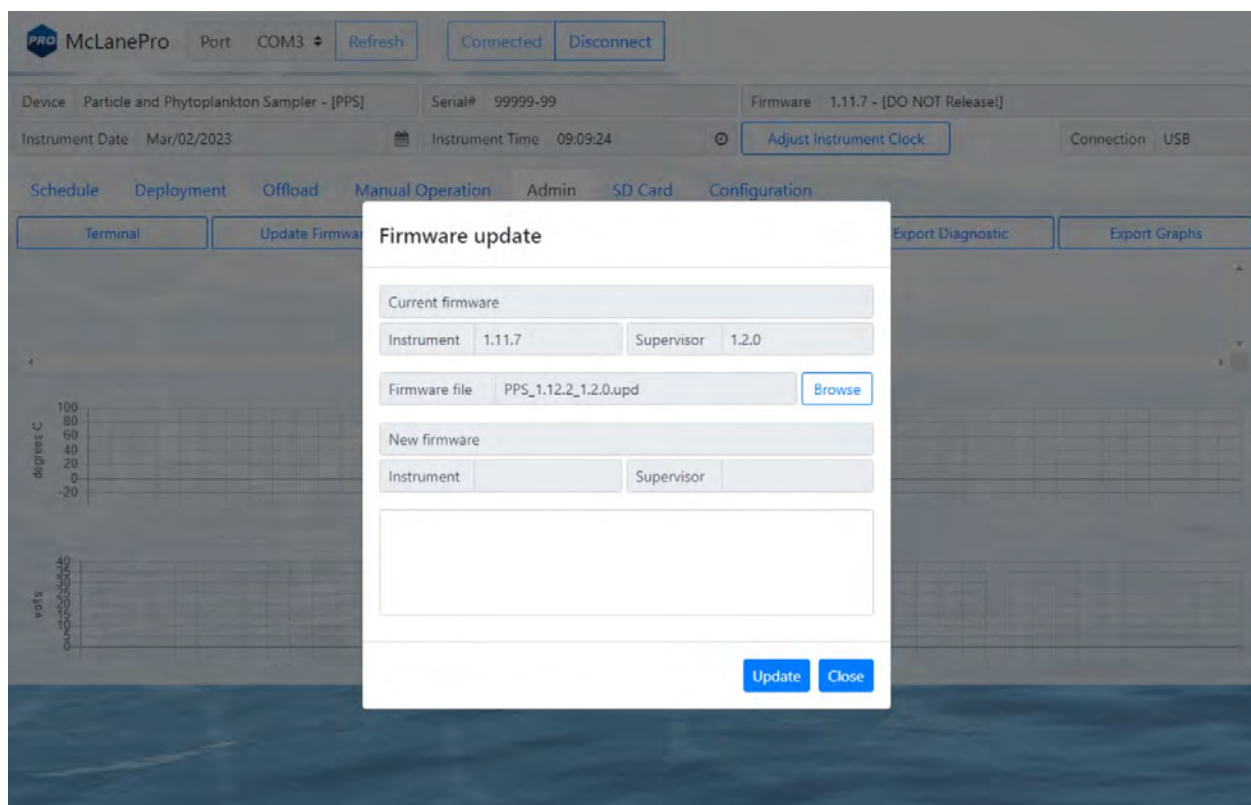 PRO McLanePro Port COM3 Refresh Connected Disconnect
Device Particle and Phytoplankton Sampler - [PPS] Serial# 99999-99 Firmware 1.11.7 - [DO NOT Release!]
Instrument Date Mar/02/2023 Instrument Time 09:09:24 Adjust Instrument Clock Connection USB
Schedule Deployment Offload Manual Operation Admin SD Card Configuration
Terminal Update Firmwar Export Diagnostic Export Graphs
Firmware update
Current firmware
Instrument 1.11.7 Supervisor 1.2.0
Firmware file PPS_1.12.2_1.2.0.upd Browse
New firmware
Instrument Supervisor
Update Close
degrees C
100
80
60
40
20
0
-20
volts
40
35
30
25
20
15
10
5
0